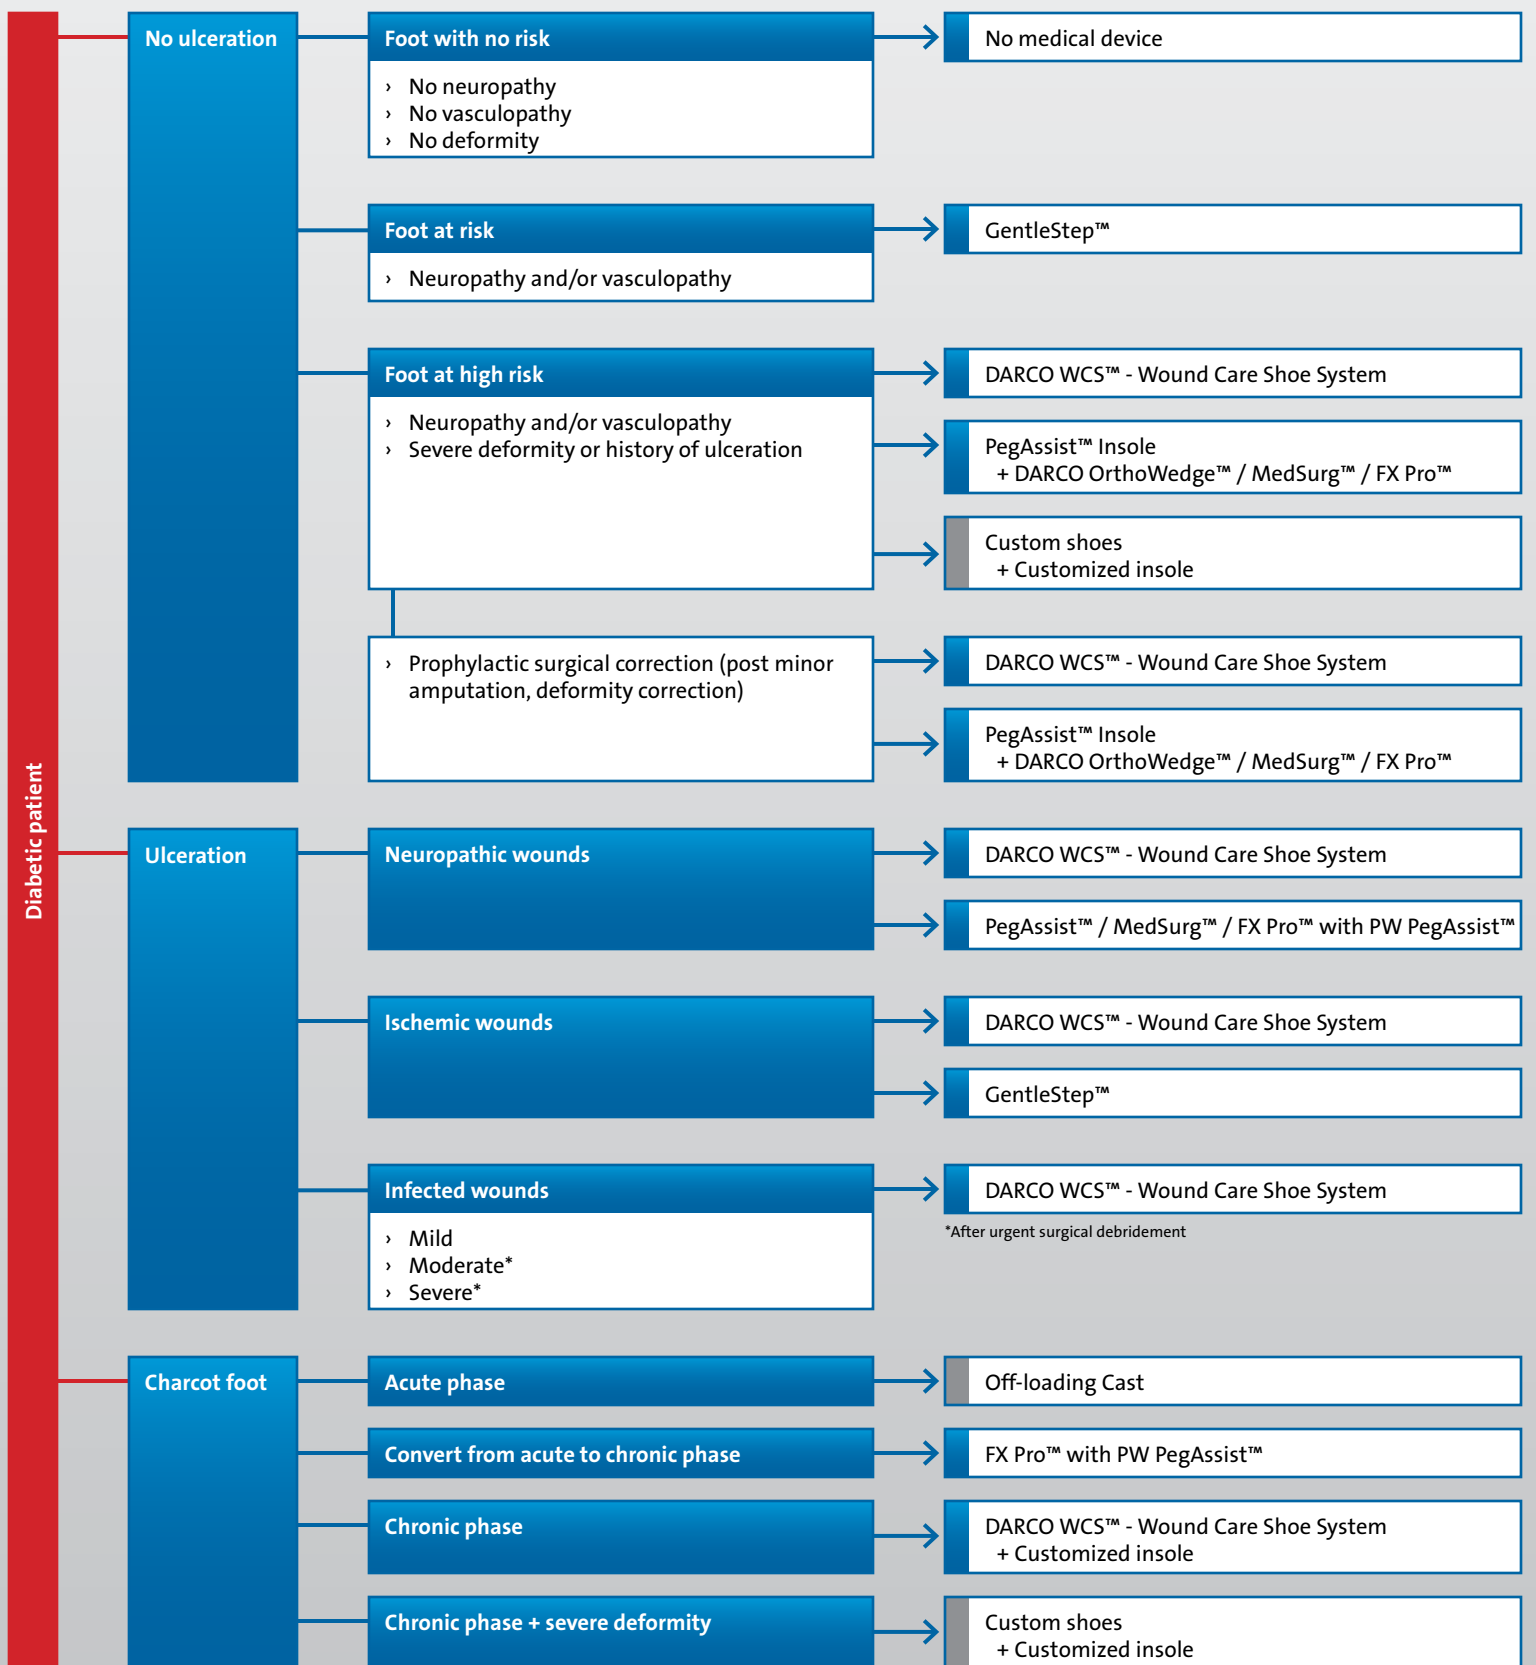 Diabetic patient
No ulceration
Foot with no risk
› No neuropathy
› No vasculopathy
› No deformity
No medical device
Foot at risk
› Neuropathy and/or vasculopathy
GentleStep™
Foot at high risk
› Neuropathy and/or vasculopathy
› Severe deformity or history of ulceration
DARCO WCS™ - Wound Care Shoe System
PegAssist™ Insole
+ DARCO OrthoWedge™ / MedSurg™ / FX Pro™
Custom shoes
+ Customized insole
› Prophylactic surgical correction (post minor
amputation, deformity correction)
DARCO WCS™ - Wound Care Shoe System
PegAssist™ Insole
+ DARCO OrthoWedge™ / MedSurg™ / FX Pro™
Ulceration
Neuropathic wounds
DARCO WCS™ - Wound Care Shoe System
PegAssist™ / MedSurg™ / FX Pro™ with PW PegAssist™
Ischemic wounds
DARCO WCS™ - Wound Care Shoe System
GentleStep™
Infected wounds
› Mild
› Moderate*
› Severe*
DARCO WCS™ - Wound Care Shoe System
*After urgent surgical debridement
Charcot foot
Acute phase
Off-loading Cast
Convert from acute to chronic phase
FX Pro™ with PW PegAssist™
Chronic phase
DARCO WCS™ - Wound Care Shoe System
+ Customized insole
Chronic phase + severe deformity
Custom shoes
+ Customized insole